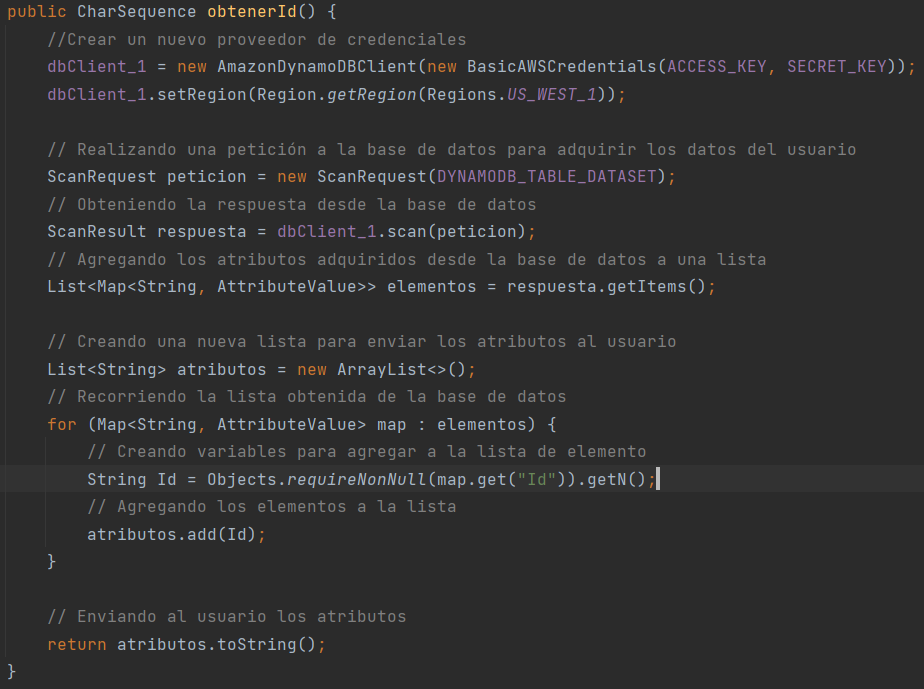 public CharSequence obtenerId() {
//Crear un nuevo proveedor de credenciales
dbClient_1 = new AmazonDynamoDBClient(new BasicAWSCredentials(ACCESS_KEY, SECRET_KEY));
dbClient_1.setRegion(Region.getRegion(Regions.US_WEST_1));
// Realizando una petición a la base de datos para adquirir los datos del usuario
ScanRequest peticion = new ScanRequest(DYNAMODB_TABLE_DATASET);
// Obteniendo la respuesta desde la base de datos
ScanResult respuesta = dbClient_1.scan(peticion);
// Agregando los atributos adquiridos desde la base de datos a una lista
List<Map<String, AttributeValue>> elementos = respuesta.getItems();
// Creando una nueva lista para enviar los atributos al usuario
List<String> atributos = new ArrayList<>();
// Recorriendo la lista obtenida de la base de datos
for (Map<String, AttributeValue> map : elementos) {
// Creando variables para agregar a la lista de elemento
String Id = Objects.requireNonNull(map.get("Id")).getN();
// Agregando los elementos a la lista
atributos.add(Id);
}
// Enviando al usuario los atributos
return atributos.toString();
}